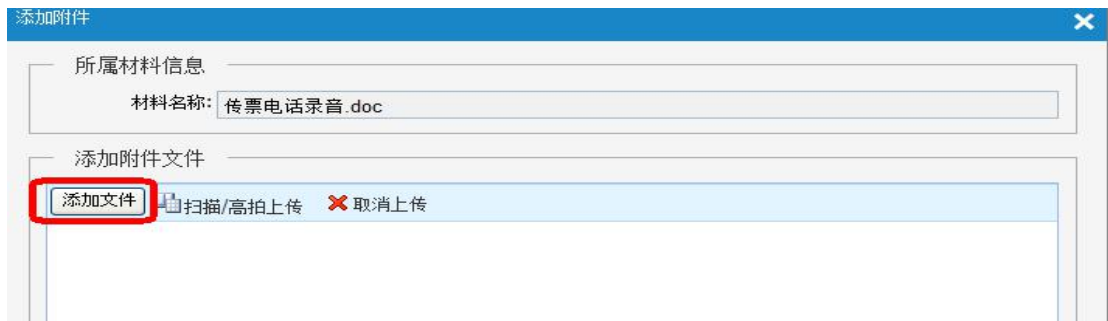 添加附件
所属材料信息
材料名称: 传票电话录音.doc
添加附件文件
添加文件 扫描/高拍上传 取消上传